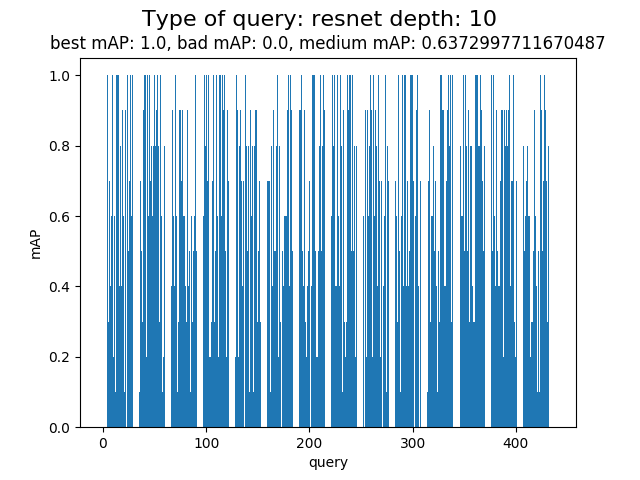 Type of query: resnet depth: 10
best mAP: 1.0, bad mAP: 0.0, medium mAP: 0.6372997711670487
1.0
0.8
0.6
0.4
0.2
0.0
mAP
0 100 200 300 400
query